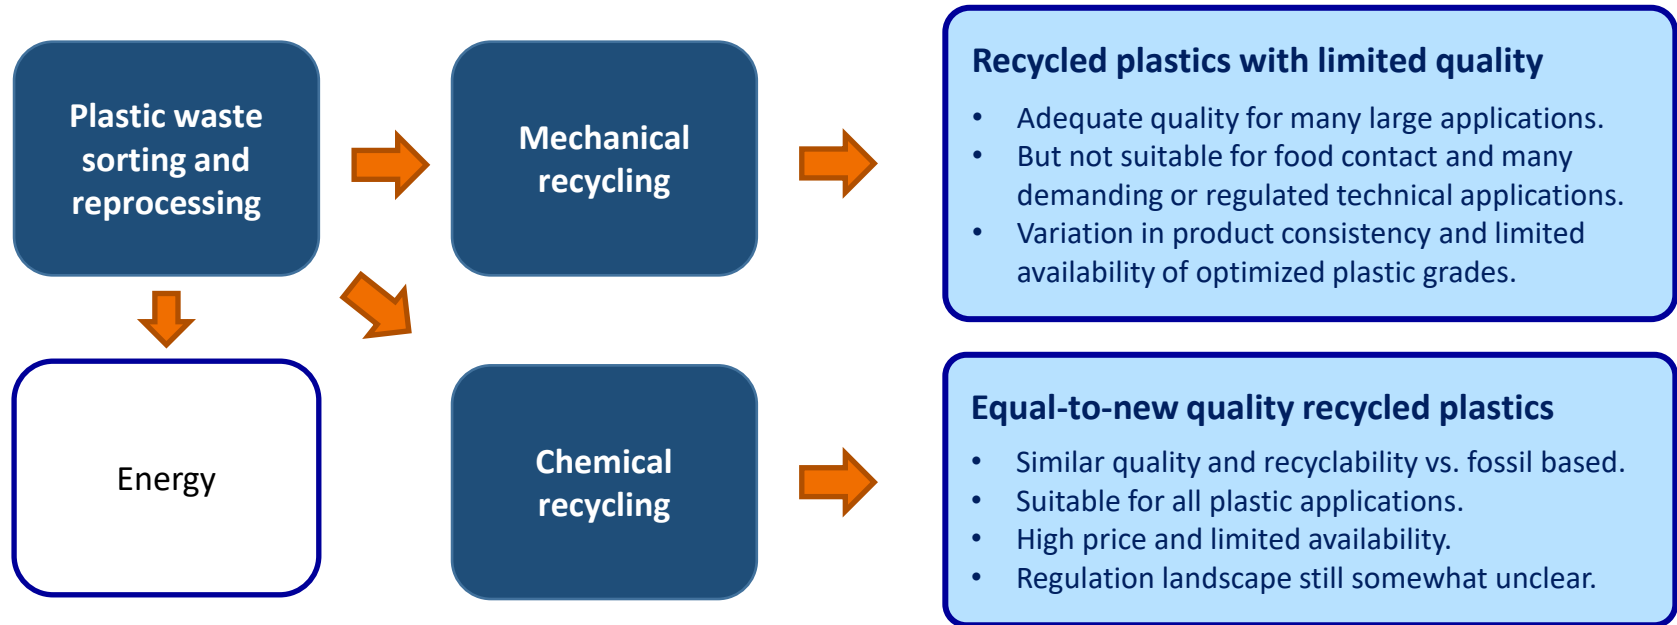 Plastic waste
sorting and
reprocessing
Mechanical
recycling
Recycled plastics with limited quality
• Adequate quality for many large applications.
• But not suitable for food contact and many
demanding or regulated technical applications.
• Variation in product consistency and limited
availability of optimized plastic grades.
Energy
Chemical
recycling
Equal-to-new quality recycled plastics
• Similar quality and recyclability vs. fossil based.
• Suitable for all plastic applications.
• High price and limited availability.
• Regulation landscape still somewhat unclear.